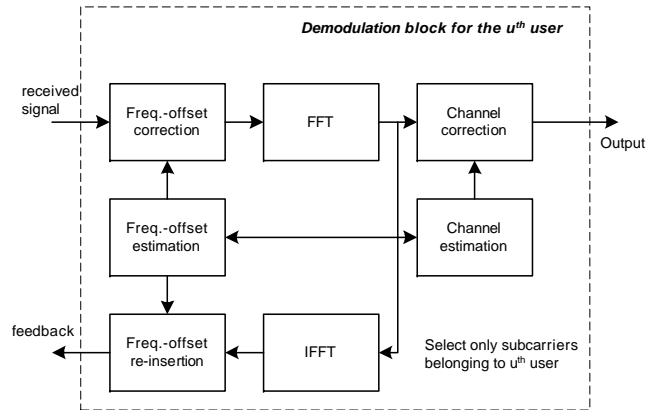 Demodulation block for the uᵗʰ user
received
signal
Freq.-offset
correction
FFT
Channel
correction
Output
Freq.-offset
estimation
Channel
estimation
feedback
Freq.-offset
re-insertion
IFFT
Select only subcarriers
belonging to uᵗʰ user